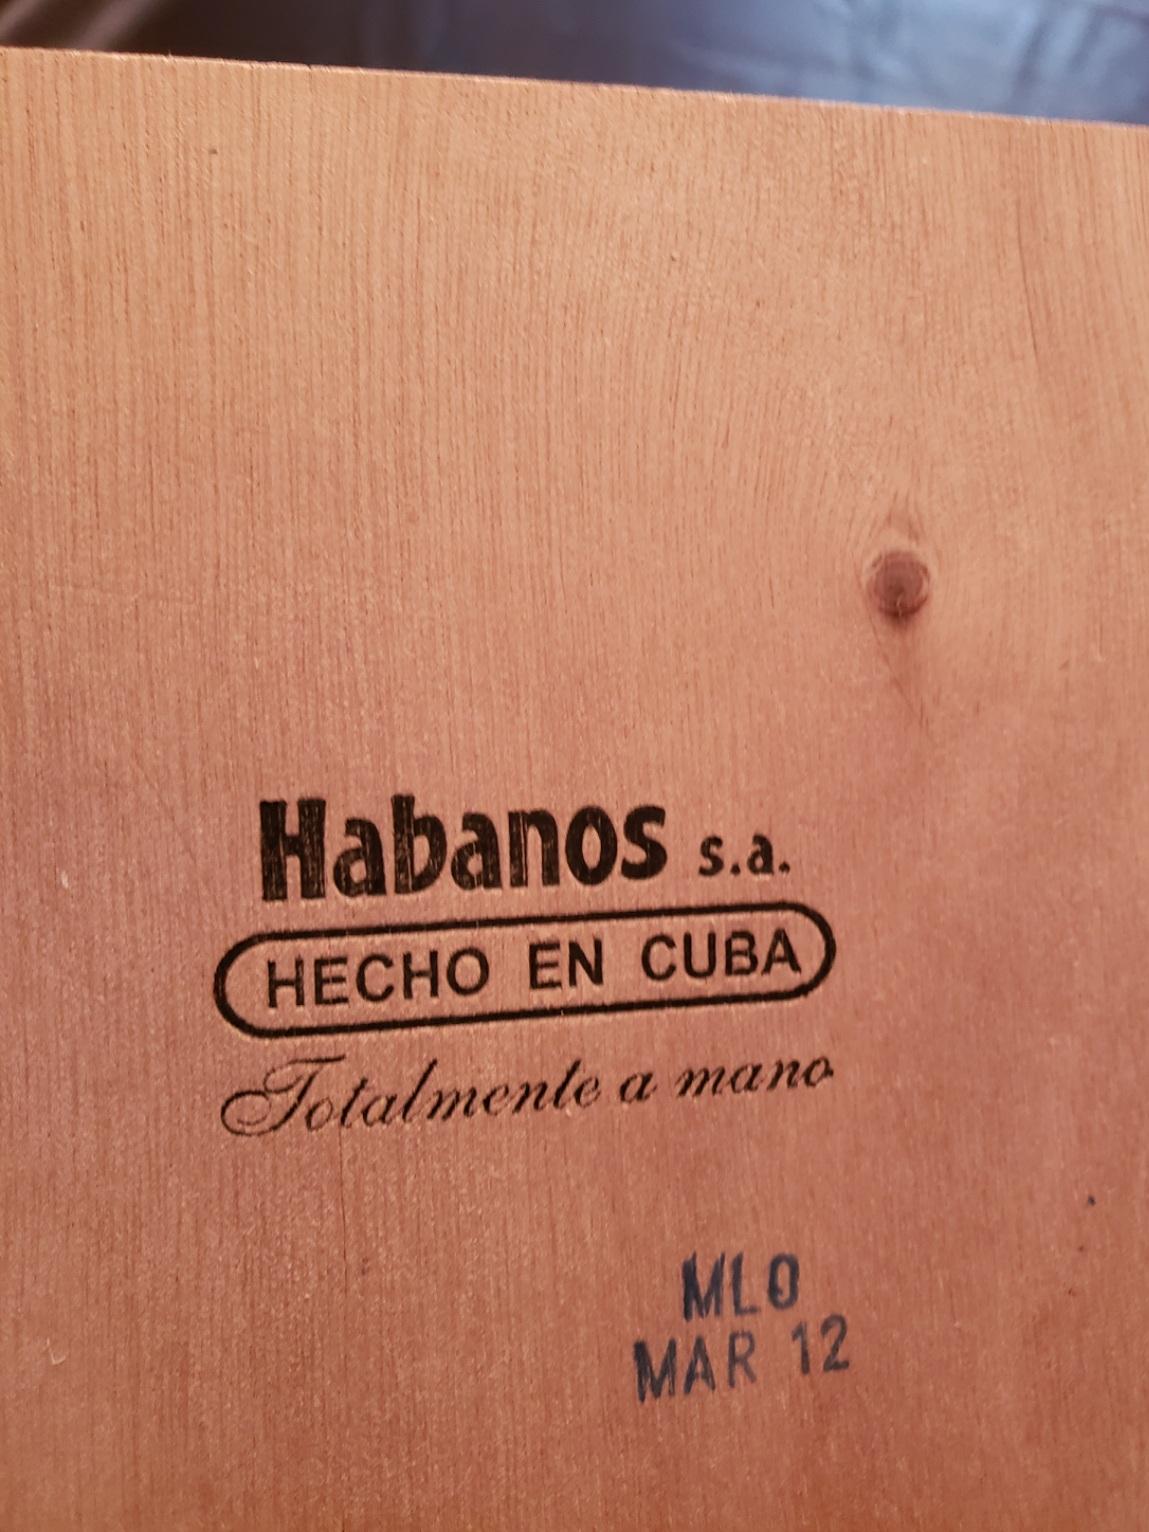 Habanos s.a.
HECHO EN CUBA
Totalmente a mano
MLO
MAR 12